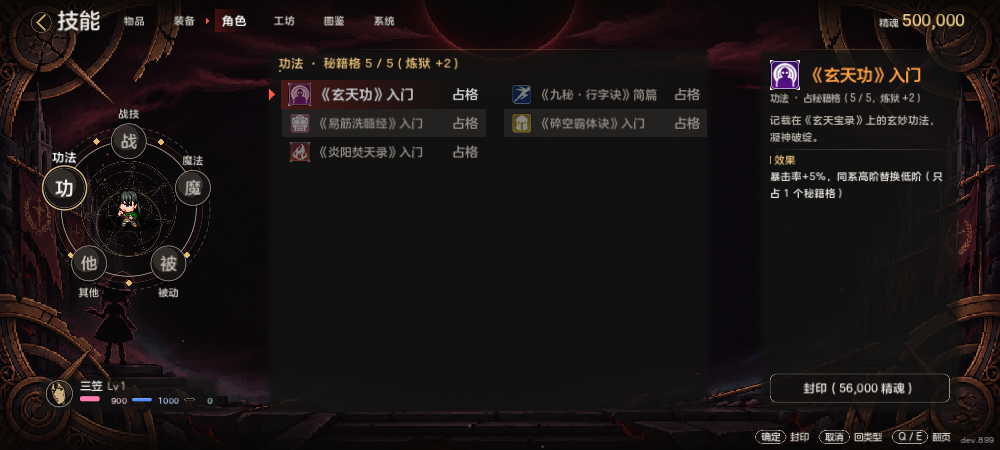 技能 物品 装备 角色 工坊 图鉴 系统 精魂 500,000
功法 · 秘籍格 5 / 5 ( 炼狱 +2 )
《玄天功》入门 占格 《九秘·行字诀》简篇 占格
《易筋洗髓经》入门 占格 《碎空霸体诀》入门 占格
《炎阳焚天录》入门 占格
战技
战
功法
功
魔法
魔
他
其他
被
被动
三笠 Lv1
900 1000 0
《玄天功》入门
功法 · 占秘籍格 ( 5 / 5, 炼狱 +2 )
记载在《玄天宝录》上的玄妙功法，
凝神破绽。
效果
暴击率+5%，同系高阶替换低阶 ( 只
占 1 个秘籍格 )
封印 ( 56,000 精魂 )
确定 封印 取消 回类型 Q / E 翻页 dev.899